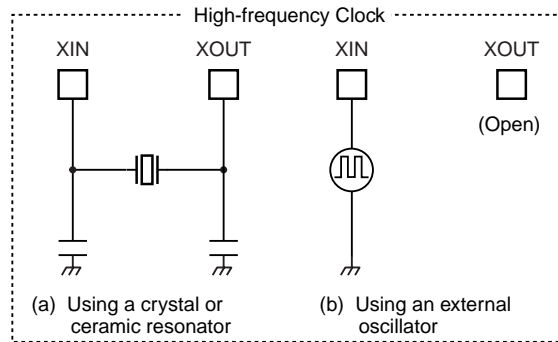 High-frequency Clock
XIN XOUT XIN XOUT
(Open)
(a) Using a crystal or
ceramic resonator
(b) Using an external
oscillator